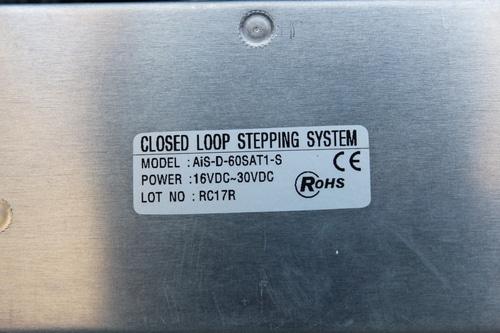 CLOSED LOOP STEPPING SYSTEM
MODEL : AiS-D-60SAT1-S
POWER :16VDC~30VDC
LOT NO : RC17R
CE
RoHS